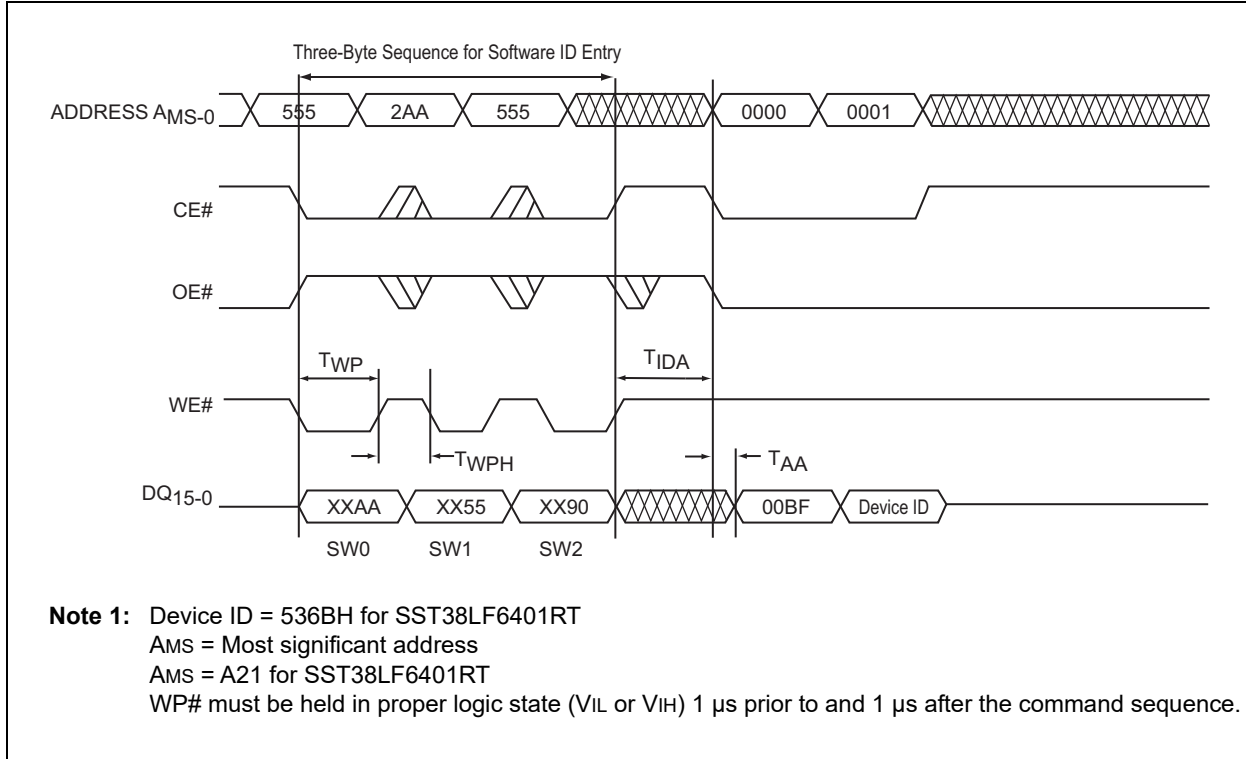 Three-Byte Sequence for Software ID Entry
ADDRESS AMS-0
555
2AA
555
0000
0001
CE#
OE#
TWP
TIDA
WE#
TWPH
TAA
DQ15-0
XXAA
XX55
XX90
00BF
Device ID
SW0
SW1
SW2
Note 1: Device ID = 536BH for SST38LF6401RT
AMS = Most significant address
AMS = A21 for SST38LF6401RT
WP# must be held in proper logic state (VIL or VIH) 1 µs prior to and 1 µs after the command sequence.